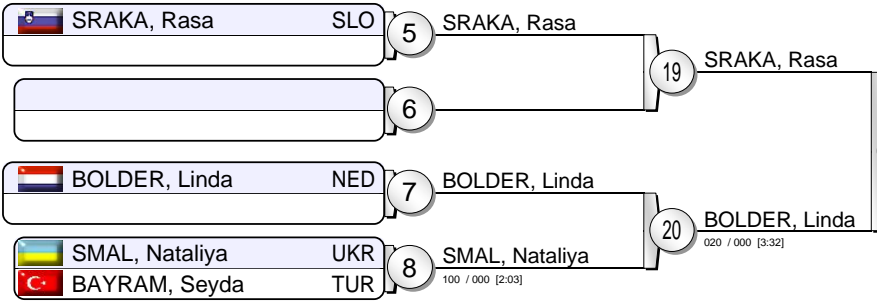 SRAKA, Rasa SLO
5
SRAKA, Rasa
19
SRAKA, Rasa
6
BOLDER, Linda NED
7
BOLDER, Linda
20
BOLDER, Linda
020 / 000 [3:32]
SMAL, Nataliya UKR
BAYRAM, Seyda TUR
8
SMAL, Nataliya
100 / 000 [2:03]